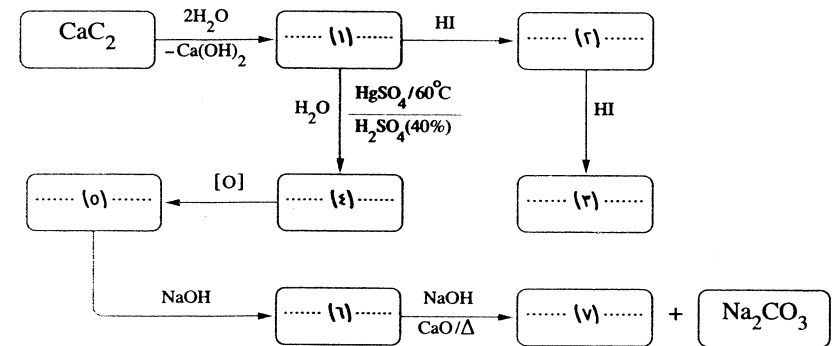 CaC₂
2H₂O
−Ca(OH)₂
...... (١) ......
HI
...... (٢) ......
H₂O
HgSO₄/60°C
H₂SO₄(40%)
HI
...... (٥) ......
[O]
...... (٤) ......
...... (٣) ......
NaOH
...... (٦) ......
NaOH
CaO/Δ
...... (٧) ......
+
Na₂CO₃